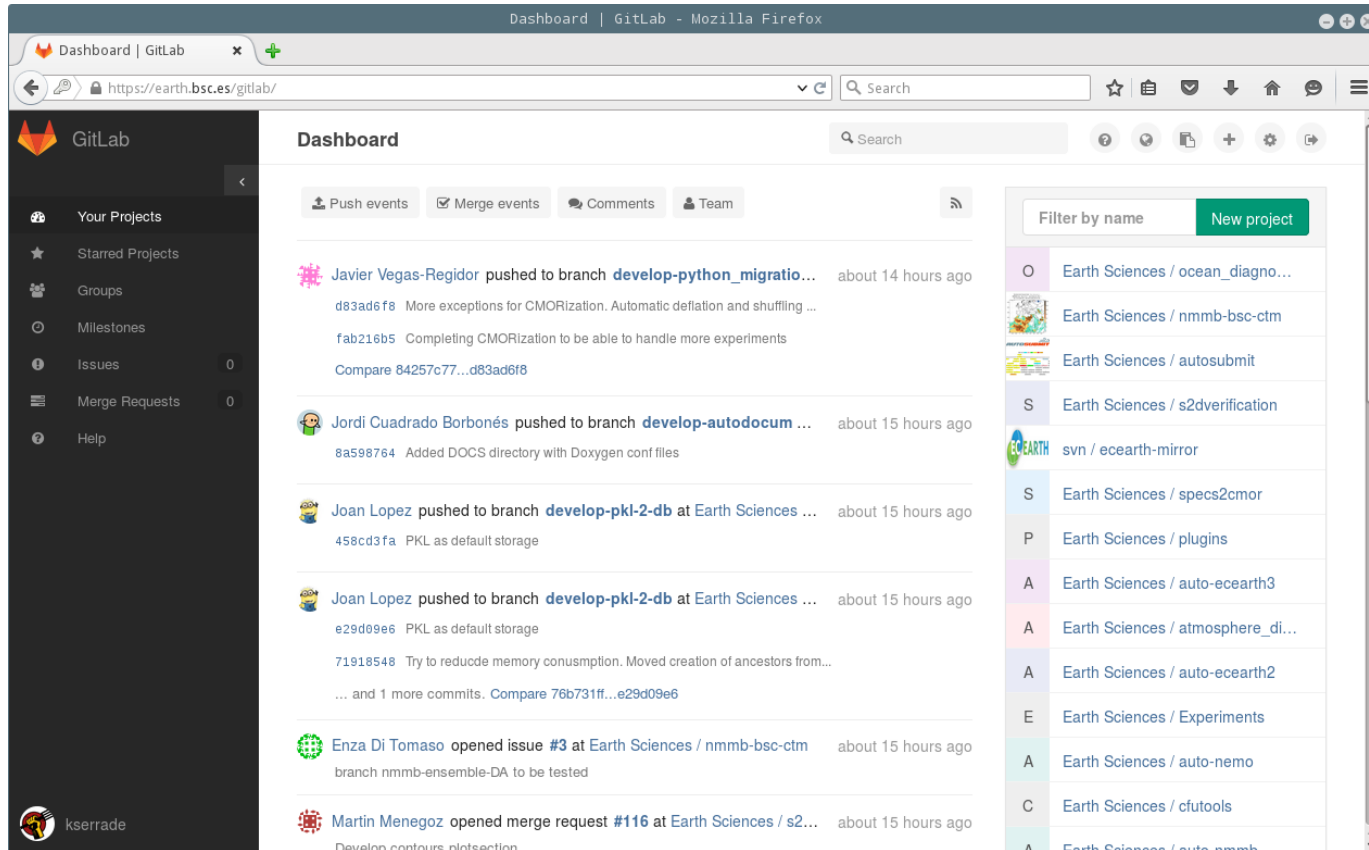 Dashboard | GitLab - Mozilla Firefox
Dashboard | GitLab
https://earth.bsc.es/gitlab/
Search
GitLab
Dashboard
Search
Your Projects
Starred Projects
Groups
Milestones
Issues 0
Merge Requests 0
Help
kserrade
Push events Merge events Comments Team
Javier Vegas-Regidor pushed to branch develop-python_migratio... about 14 hours ago
d83ad6f8 More exceptions for CMORization. Automatic deflation and shuffling ...
fab216b5 Completing CMORization to be able to handle more experiments
Compare 84257c77...d83ad6f8
Jordi Cuadrado Borbonés pushed to branch develop-autodocum ... about 15 hours ago
8a598764 Added DOCS directory with Doxygen conf files
Joan Lopez pushed to branch develop-pkl-2-db at Earth Sciences ... about 15 hours ago
458cd3fa PKL as default storage
Joan Lopez pushed to branch develop-pkl-2-db at Earth Sciences ... about 15 hours ago
e29d09e6 PKL as default storage
71918548 Try to reducde memory conusmption. Moved creation of ancestors from...
... and 1 more commits. Compare 76b731ff...e29d09e6
Enza Di Tomaso opened issue #3 at Earth Sciences / nmmb-bsc-ctm about 15 hours ago
branch nmmb-ensemble-DA to be tested
Martin Menegoz opened merge request #116 at Earth Sciences / s2... about 15 hours ago
Develop contours plotsection
Filter by name New project
O Earth Sciences / ocean_diagno...
Earth Sciences / nmmb-bsc-ctm
Earth Sciences / autosubmit
S Earth Sciences / s2dverification
EC EARTH svn / ecearth-mirror
S Earth Sciences / specs2cmor
P Earth Sciences / plugins
A Earth Sciences / auto-ecearth3
A Earth Sciences / atmosphere_di...
A Earth Sciences / auto-ecearth2
E Earth Sciences / Experiments
A Earth Sciences / auto-nemo
C Earth Sciences / cfutools
A Earth Sciences / auto-nmmb